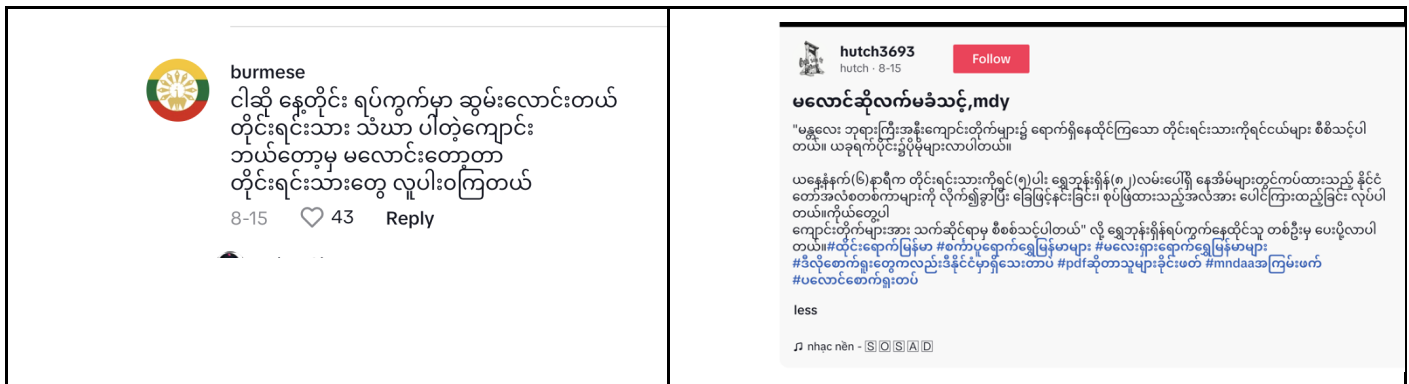 burmese
ငါဆို နေ့တိုင်း ရပ်ကွက်မှာ ဆွမ်းလောင်းတယ်
တိုင်းရင်းသား သံဃာ ပါတဲ့ကျောင်း
ဘယ်တော့မှ မလောင်းတော့တာ
တိုင်းရင်းသားတွေ လူပါးဝကြတယ်
8-15 43 Reply
hutch3693
hutch · 8-15
Follow
မလောင်ဆိုလက်မခံသင့်,mdy
"မန္တလေး ဘုရားကြီးအနီးကျောင်းတိုက်များ၌ ရောက်ရှိနေထိုင်ကြသော တိုင်းရင်းသားကိုရင်ငယ်များ စီစိသင့်ပါ
တယ်။ ယခုရက်ပိုင်း၌ပိုမိုများလာပါတယ်။
ယနေ့နံနက်(၆)နာရီက တိုင်းရင်းသားကိုရင်(၅)ပါး ရွှေဘုန်းရှိန်(၈၂)လမ်းပေါ်ရှိ နေအိမ်များတွင်ကပ်ထားသည့် နိုင်ငံ
တော်အလံစတစ်ကာများကို လိုက်၍ခွာပြီး ခြေဖြင့်နင်းခြင်း၊ စုပ်ဖြဲထားသည့်အလံအား ပေါင်ကြားထည့်ခြင်း လုပ်ပါ
တယ်။ကိုယ်တွေ့ပါ
ကျောင်းတိုက်များအား သက်ဆိုင်ရာမှ စီစစ်သင့်ပါတယ်" လို့ ရွှေဘုန်းရှိန်ရပ်ကွက်နေထိုင်သူ တစ်ဦးမှ ပေးပို့လာပါ
တယ်။#ထိုင်းရောက်မြန်မာ #စင်္ကာပူရောက်ရွှေမြန်မာများ #မလေးရှားရောက်ရွှေမြန်မာများ
#ဒီလိုစောက်ရူးတွေကလည်းဒီနိုင်ငံမှာရှိသေးတာပဲ #pdfဆိုတာသူများခိုင်းဖတ် #mndaaအကြမ်းဖက်
#ပလောင်စောက်ရူးတပ်
less
♫ nhạc nền - 🅂🄾🅂🄰🄳